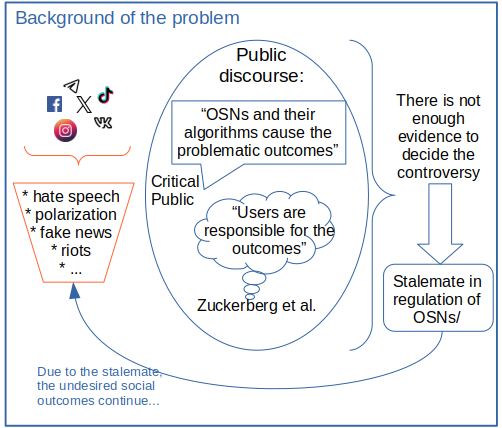 Background of the problem
Public
discourse:
“OSNs and their
algorithms cause the
problematic outcomes”
Critical
Public
“Users are
responsible for the
outcomes”
Zuckerberg et al.
* hate speech
* polarization
* fake news
* riots
* ...
There is not
enough
evidence to
decide the
controversy
Stalemate in
regulation of
OSNs/
Due to the stalemate,
the undesired social
outcomes continue...